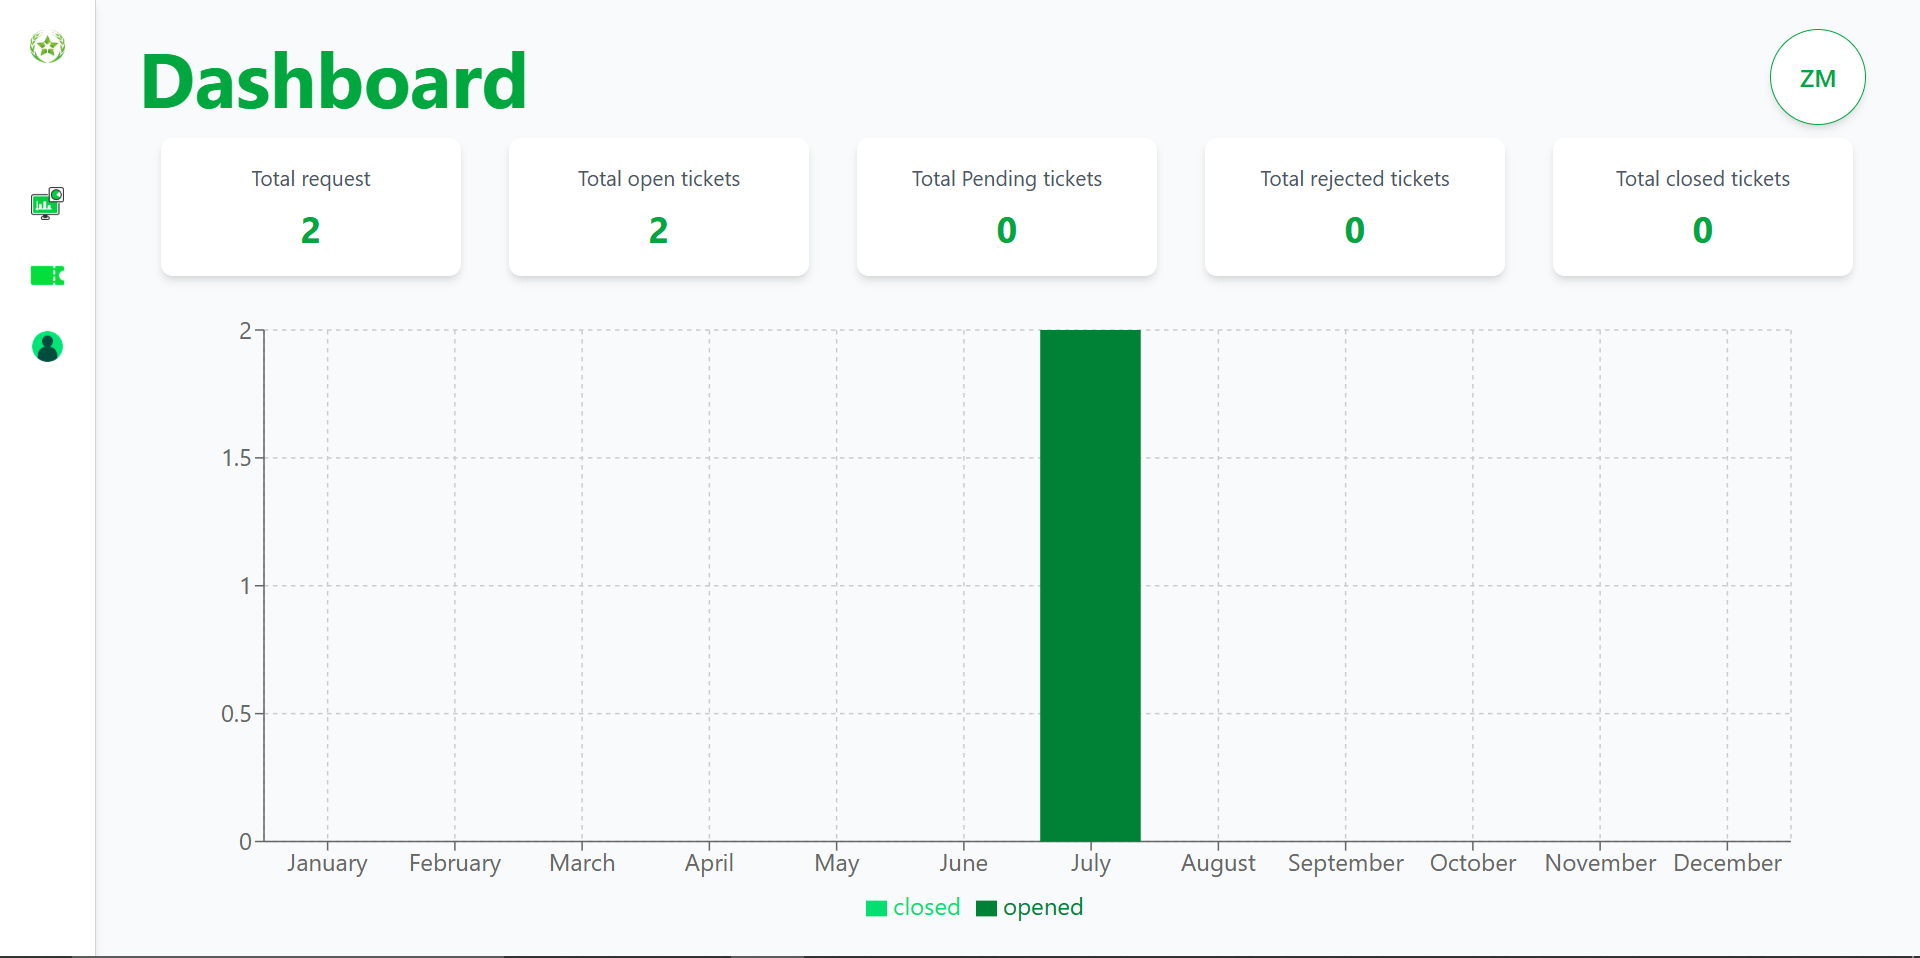 Dashboard
ZM
Total request
2
Total open tickets
2
Total Pending tickets
0
Total rejected tickets
0
Total closed tickets
0
2
1.5
1
0.5
0
January February March April May June July August September October November December
closed opened